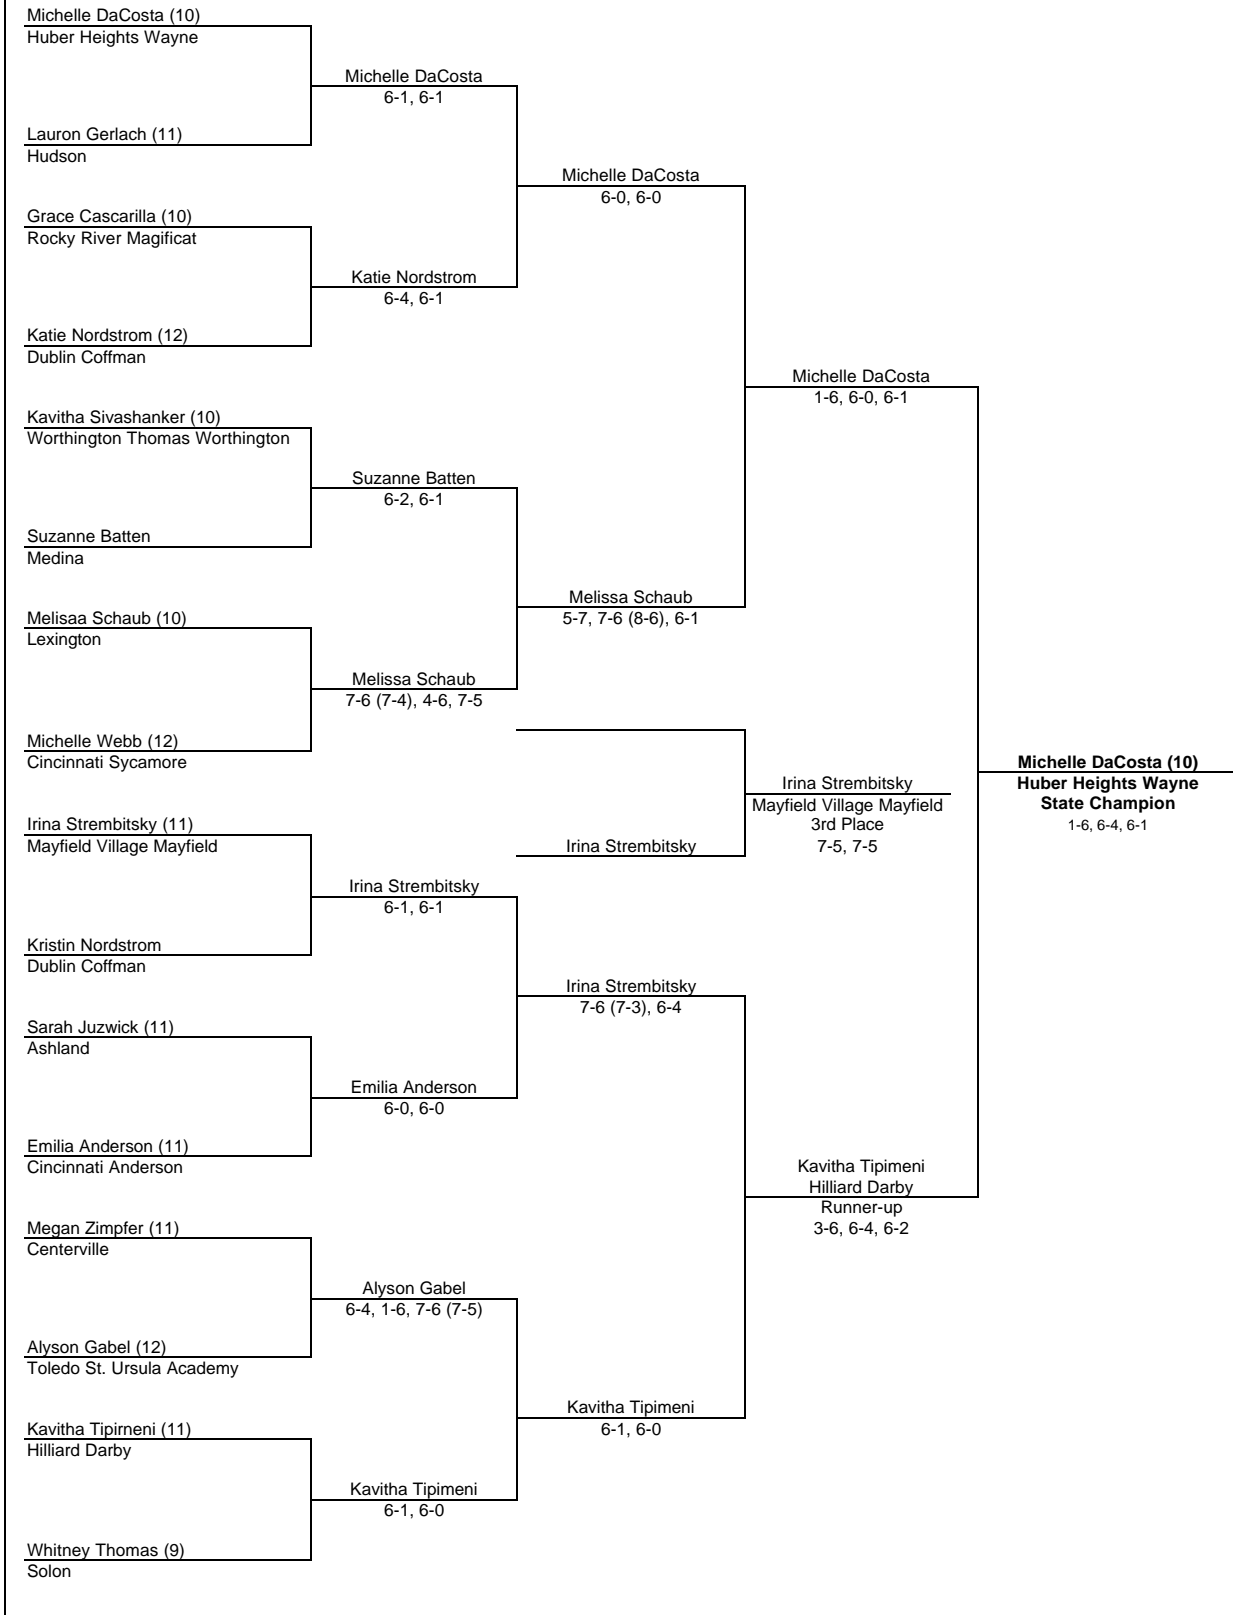 Michelle DaCosta (10)
Huber Heights Wayne
Michelle DaCosta
6-1, 6-1
Lauron Gerlach (11)
Hudson
Michelle DaCosta
6-0, 6-0
Grace Cascarilla (10)
Rocky River Magificat
Katie Nordstrom
6-4, 6-1
Katie Nordstrom (12)
Dublin Coffman
Michelle DaCosta
1-6, 6-0, 6-1
Kavitha Sivashanker (10)
Worthington Thomas Worthington
Suzanne Batten
6-2, 6-1
Suzanne Batten
Medina
Melissa Schaub
5-7, 7-6 (8-6), 6-1
Melisaa Schaub (10)
Lexington
Melissa Schaub
7-6 (7-4), 4-6, 7-5
Michelle Webb (12)
Cincinnati Sycamore
Michelle DaCosta (10)
Huber Heights Wayne
State Champion
1-6, 6-4, 6-1
Irina Strembitsky
Mayfield Village Mayfield
3rd Place
7-5, 7-5
Irina Strembitsky
Irina Strembitsky (11)
Mayfield Village Mayfield
Irina Strembitsky
6-1, 6-1
Kristin Nordstrom
Dublin Coffman
Irina Strembitsky
7-6 (7-3), 6-4
Sarah Juzwick (11)
Ashland
Emilia Anderson
6-0, 6-0
Emilia Anderson (11)
Cincinnati Anderson
Kavitha Tipimeni
Hilliard Darby
Runner-up
3-6, 6-4, 6-2
Megan Zimpfer (11)
Centerville
Alyson Gabel
6-4, 1-6, 7-6 (7-5)
Alyson Gabel (12)
Toledo St. Ursula Academy
Kavitha Tipimeni
6-1, 6-0
Kavitha Tipirneni (11)
Hilliard Darby
Kavitha Tipimeni
6-1, 6-0
Whitney Thomas (9)
Solon